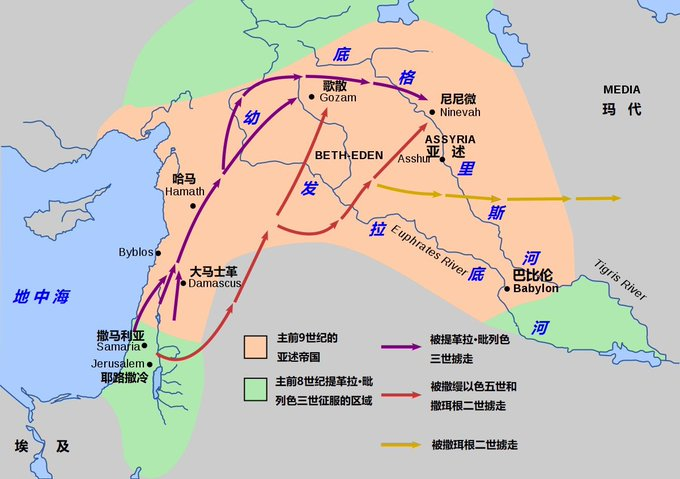 底
格
里
斯
河
幼
发
拉
底
河
歌散
Gozam
尼尼微
Ninevah
MEDIA
玛 代
ASSYRIA
亚 述
Asshur
BETH-EDEN
哈马
Hamath
Byblos
大马士革
Damascus
Euphrates River
巴比伦
Babylon
Tigris River
地中海
撒马利亚
Samaria
Jerusalem
耶路撒冷
埃 及
主前9世纪的
亚述帝国
主前8世纪提革拉·毗
列色三世征服的区域
被提革拉·毗列色
三世掳走
被撒缦以色五世和
撒珥根二世掳走
被撒珥根二世掳走